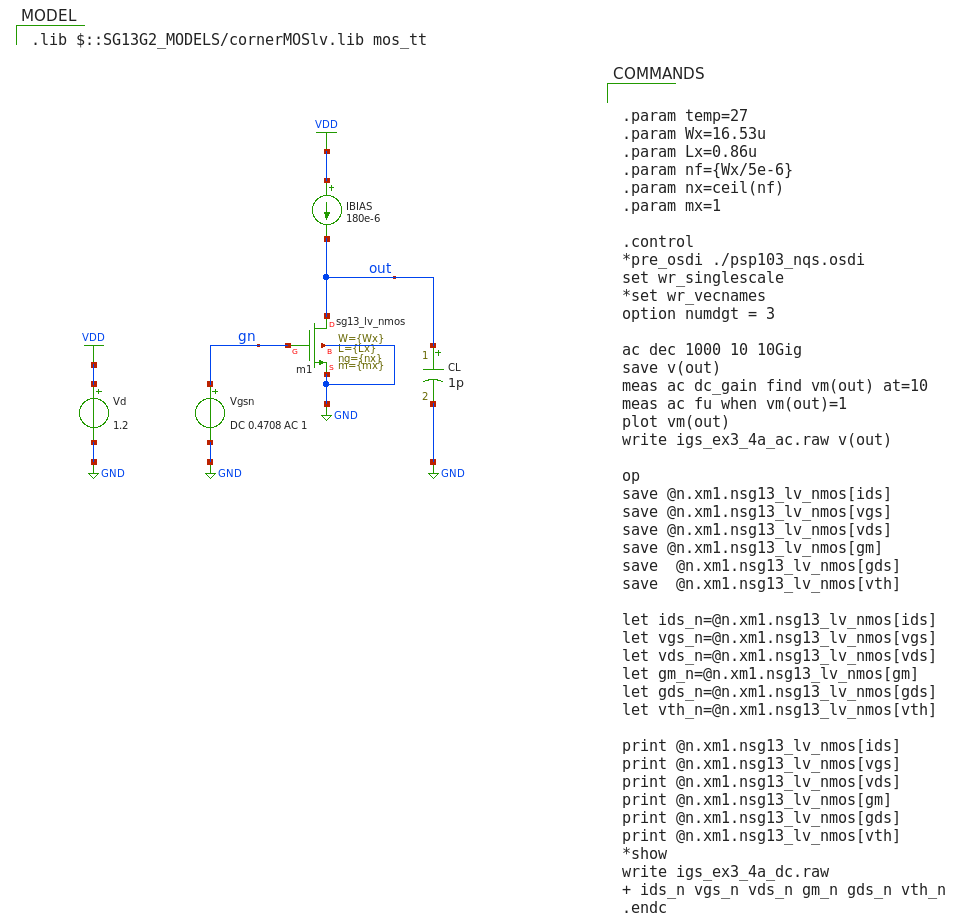 MODEL
.lib $::SG13G2_MODELS/cornerMOSlv.lib mos_tt
VDD
+
IBIAS
180e-6
out
D
sg13_lv_nmos
W={Wx}
L={Lx}
ng={nx}
m={mx}
G
B
S
m1
GND
gn
+
Vgsn
DC 0.4708 AC 1
GND
VDD
+
Vd
1.2
GND
1
+
CL
1p
2
GND
COMMANDS
.param temp=27
.param Wx=16.53u
.param Lx=0.86u
.param nf={Wx/5e-6}
.param nx=ceil(nf)
.param mx=1
.control
*pre_osdi ./psp103_nqs.osdi
set wr_singlescale
*set wr_vecnames
option numdgt = 3
ac dec 1000 10 10Gig
save v(out)
meas ac dc_gain find vm(out) at=10
meas ac fu when vm(out)=1
plot vm(out)
write igs_ex3_4a_ac.raw v(out)
op
save @n.xm1.nsg13_lv_nmos[ids]
save @n.xm1.nsg13_lv_nmos[vgs]
save @n.xm1.nsg13_lv_nmos[vds]
save @n.xm1.nsg13_lv_nmos[gm]
save  @n.xm1.nsg13_lv_nmos[gds]
save  @n.xm1.nsg13_lv_nmos[vth]
let ids_n=@n.xm1.nsg13_lv_nmos[ids]
let vgs_n=@n.xm1.nsg13_lv_nmos[vgs]
let vds_n=@n.xm1.nsg13_lv_nmos[vds]
let gm_n=@n.xm1.nsg13_lv_nmos[gm]
let gds_n=@n.xm1.nsg13_lv_nmos[gds]
let vth_n=@n.xm1.nsg13_lv_nmos[vth]
print @n.xm1.nsg13_lv_nmos[ids]
print @n.xm1.nsg13_lv_nmos[vgs]
print @n.xm1.nsg13_lv_nmos[vds]
print @n.xm1.nsg13_lv_nmos[gm]
print @n.xm1.nsg13_lv_nmos[gds]
print @n.xm1.nsg13_lv_nmos[vth]
*show
write igs_ex3_4a_dc.raw
+ ids_n vgs_n vds_n gm_n gds_n vth_n
.endc